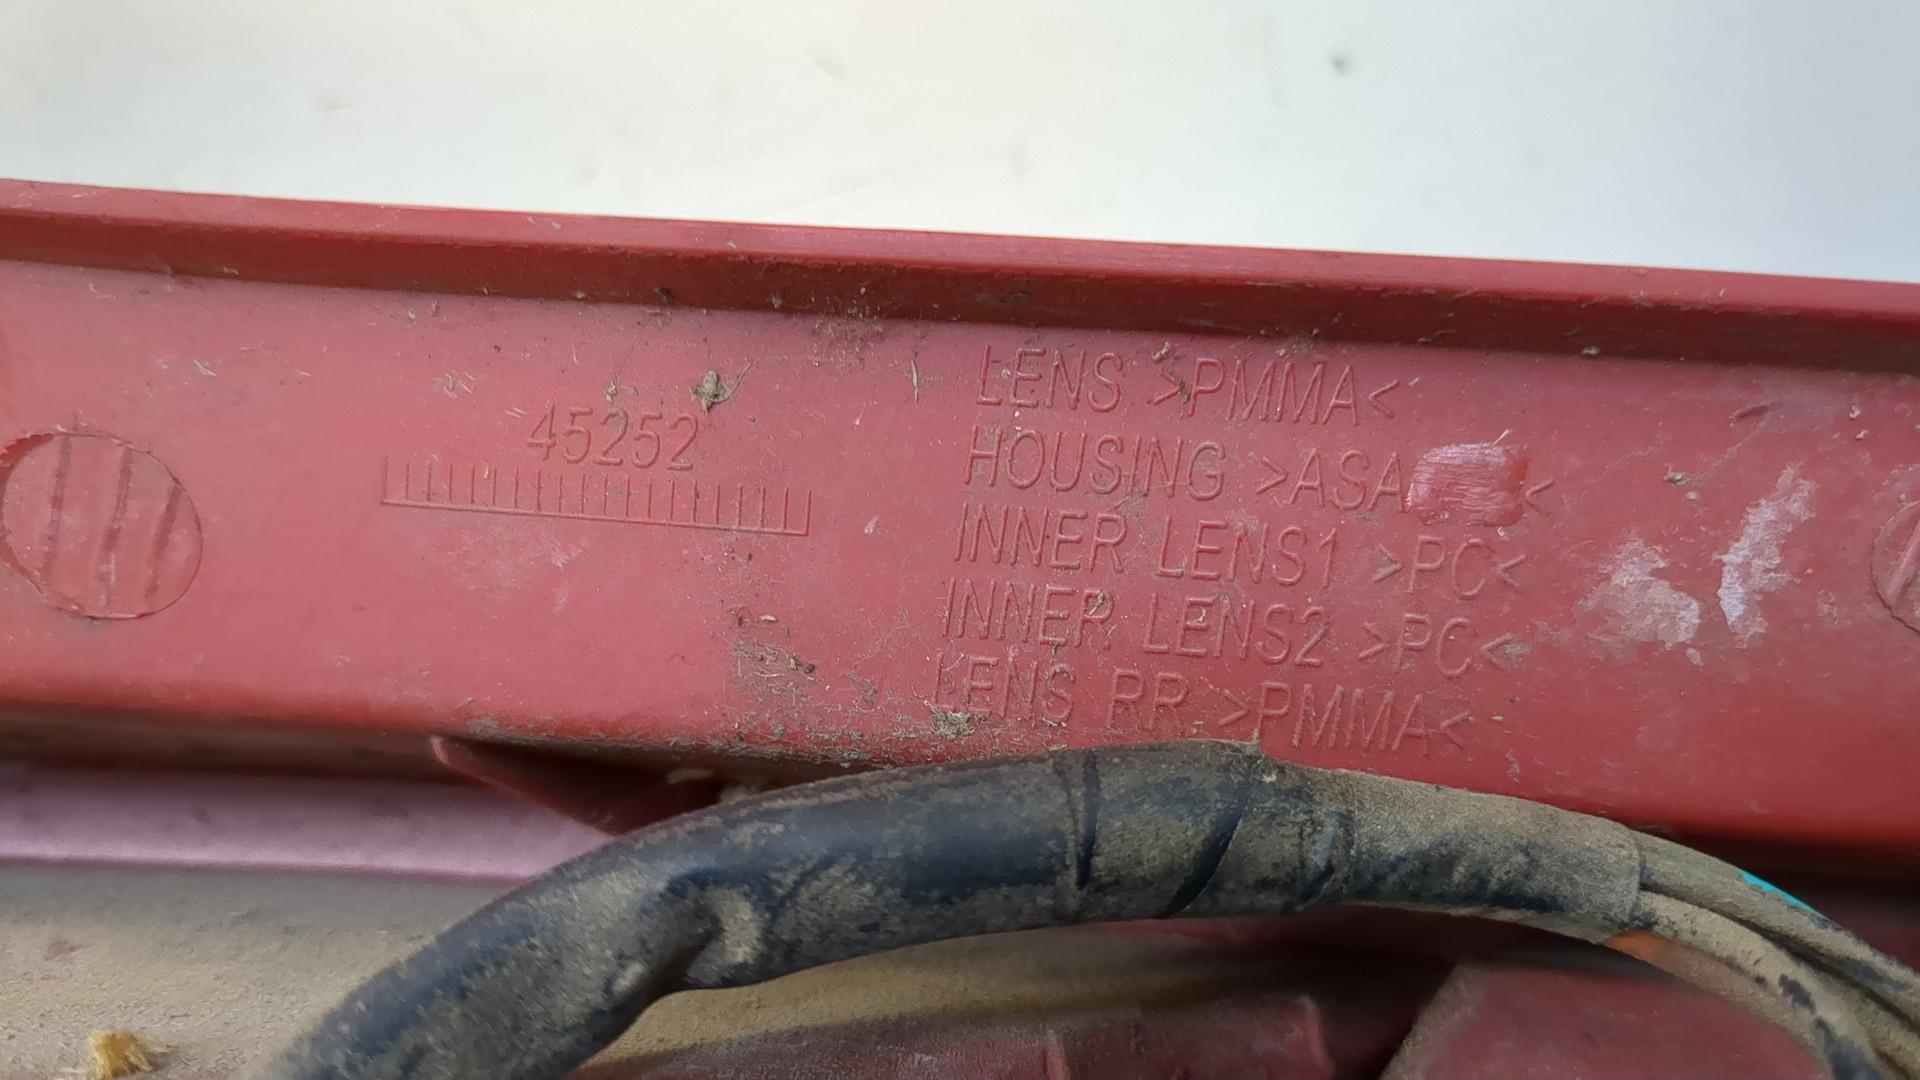 45252
LENS >PMMA<
HOUSING >ASA <
INNER LENS1 >PC<
INNER LENS2 >PC<
LENS RR >PMMA<